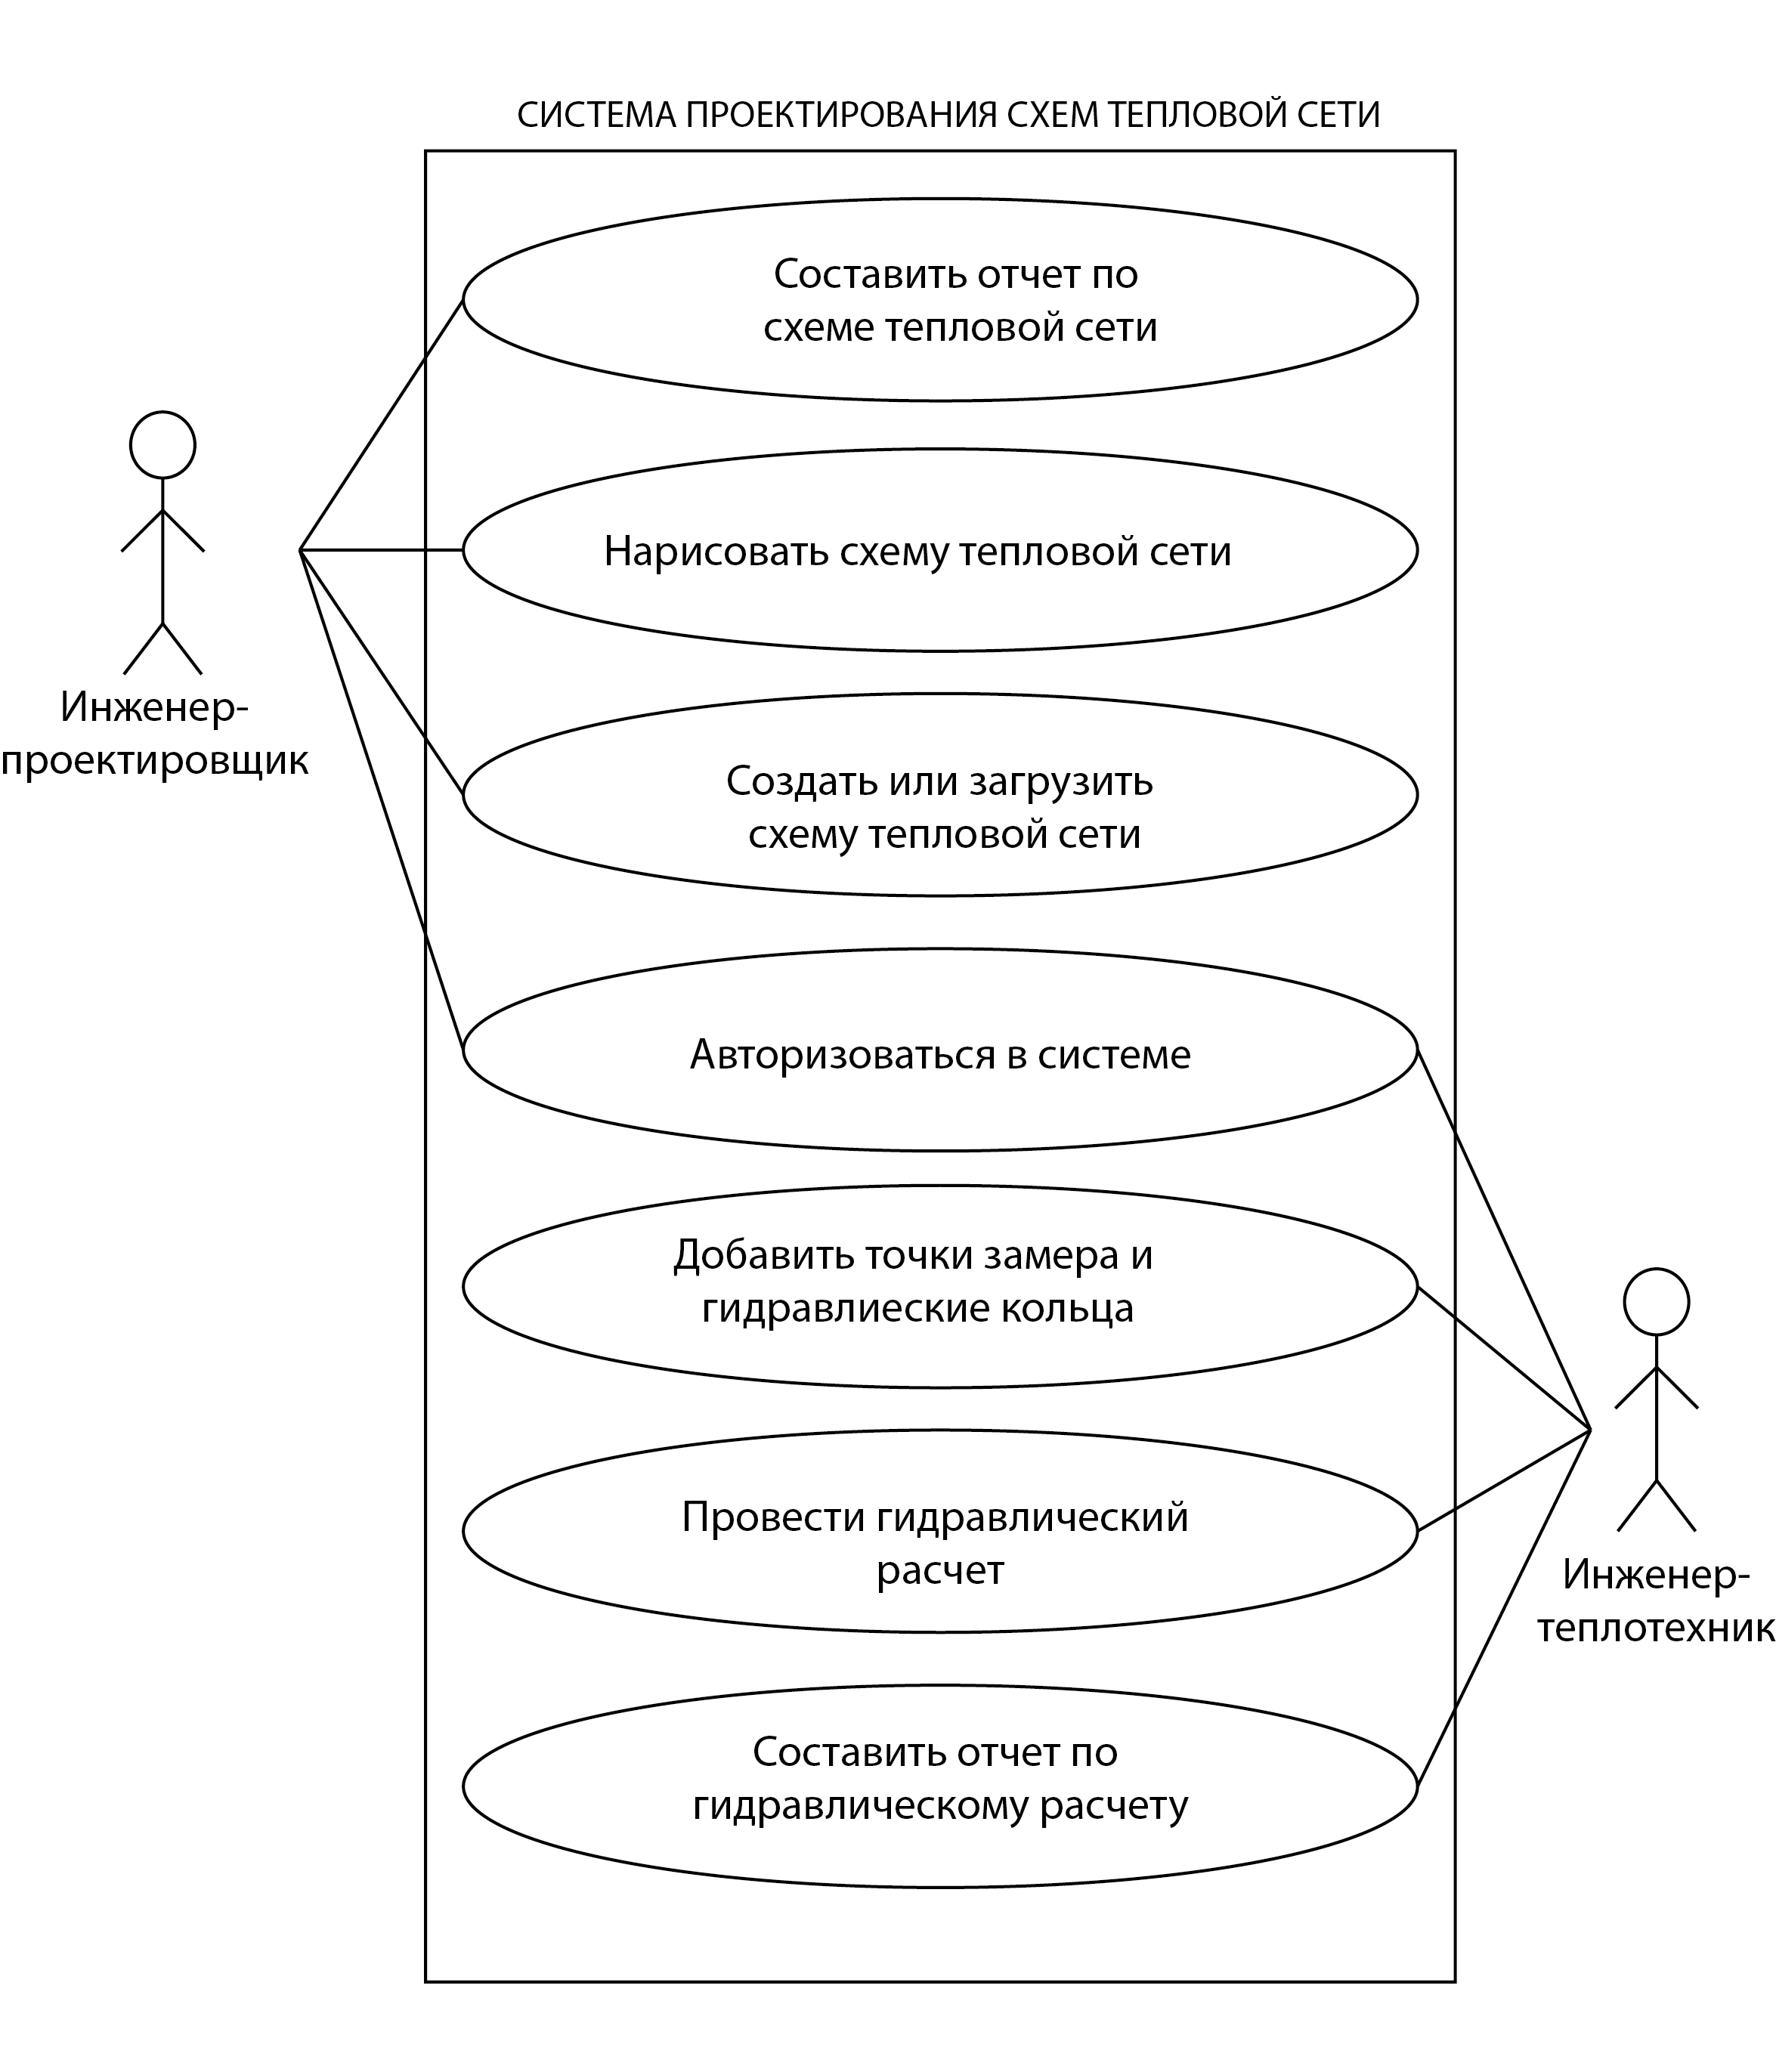 СИСТЕМА ПРОЕКТИРОВАНИЯ СХЕМ ТЕПЛОВОЙ СЕТИ
Составить отчет по
схеме тепловой сети
Нарисовать схему тепловой сети
Инженер-
проектировщик
Создать или загрузить
схему тепловой сети
Авторизоваться в системе
Добавить точки замера и
гидравлиеские кольца
Провести гидравлический
расчет
Инженер-
теплотехник
Составить отчет по
гидравлическому расчету